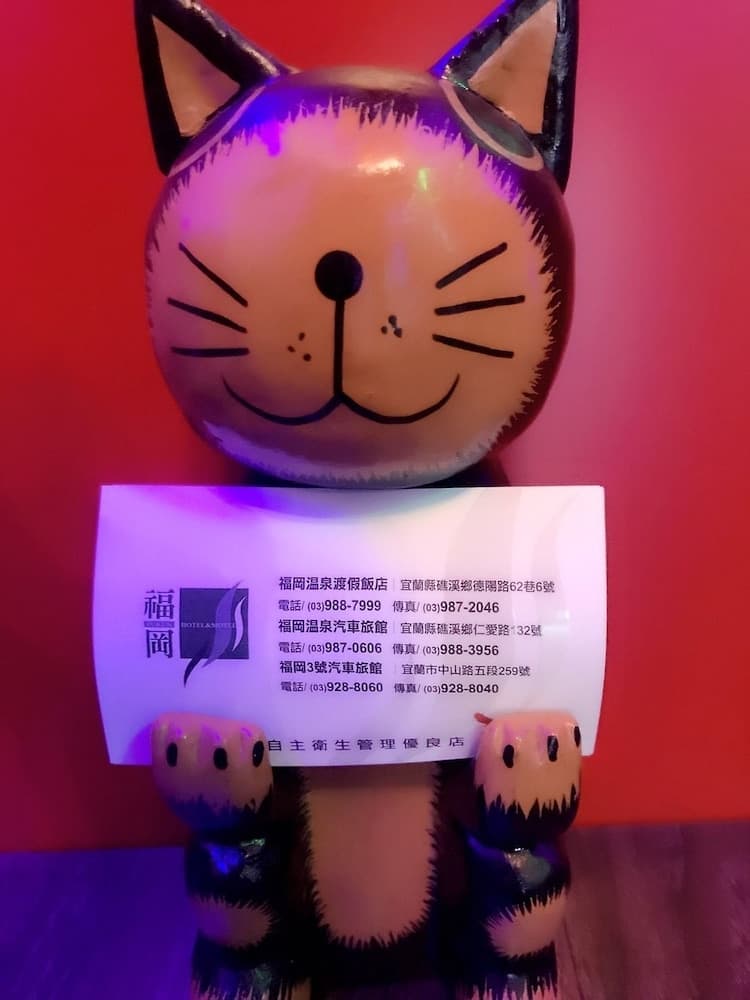 福岡
HOTEL&MOTEL
福岡溫泉渡假飯店 宜蘭縣礁溪鄉德陽路62巷6號
電話/ (03)988-7999 傳真/ (03)987-2046
福岡溫泉汽車旅館 宜蘭縣礁溪鄉仁愛路132號
電話/ (03)987-0606 傳真/ (03)988-3956
福岡3號汽車旅館 宜蘭市中山路五段259號
電話/ (03)928-8060 傳真/ (03)928-8040
自主衛生管理優良店